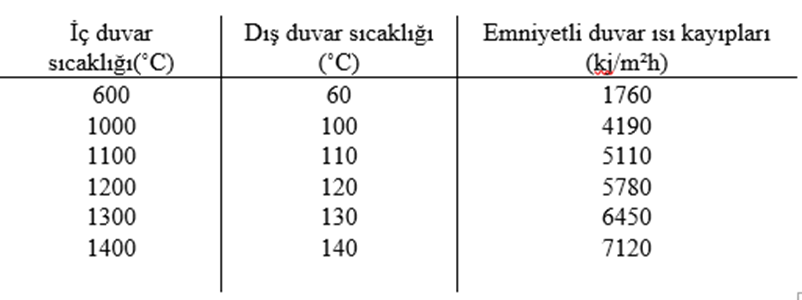 İç duvar sıcaklığı(˚C) Dış duvar sıcaklığı (˚C) Emniyetli duvar ısı kayıpları (kj/m²h)
600 60 1760
1000 100 4190
1100 110 5110
1200 120 5780
1300 130 6450
1400 140 7120